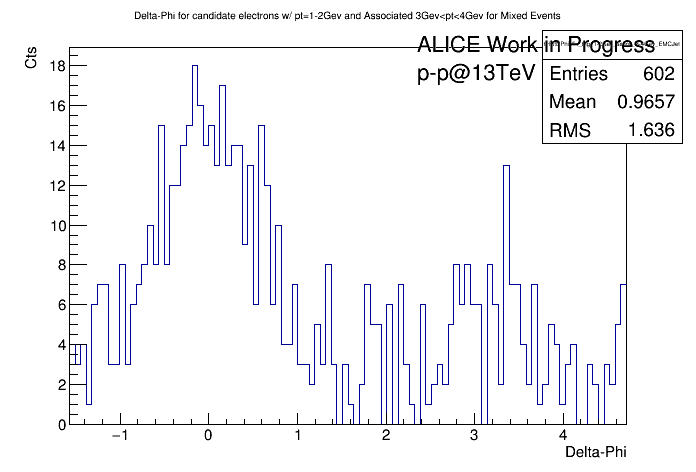 Delta-Phi for candidate electrons w/ pt=1-2Gev and Associated 3Gev<pt<4Gev for Mixed Events
Cts
ALICE Work in Progress
p-p@13TeV
EMCJet
Entries 602
Mean 0.9657
RMS 1.636
18
16
14
12
10
8
6
4
2
0
−1 0 1 2 3 4
Delta-Phi